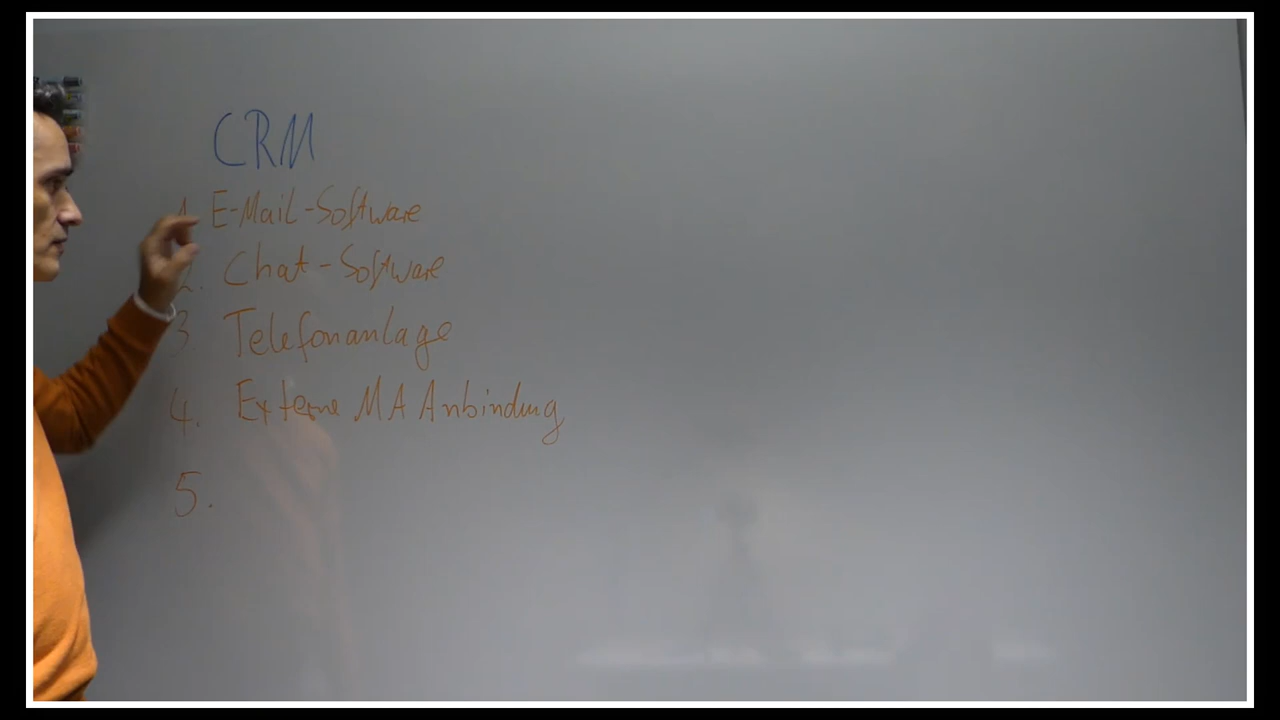 CRM
1. E-Mail-Software
2. Chat-Software
3. Telefonanlage
4. Externe MA Anbindung
5.